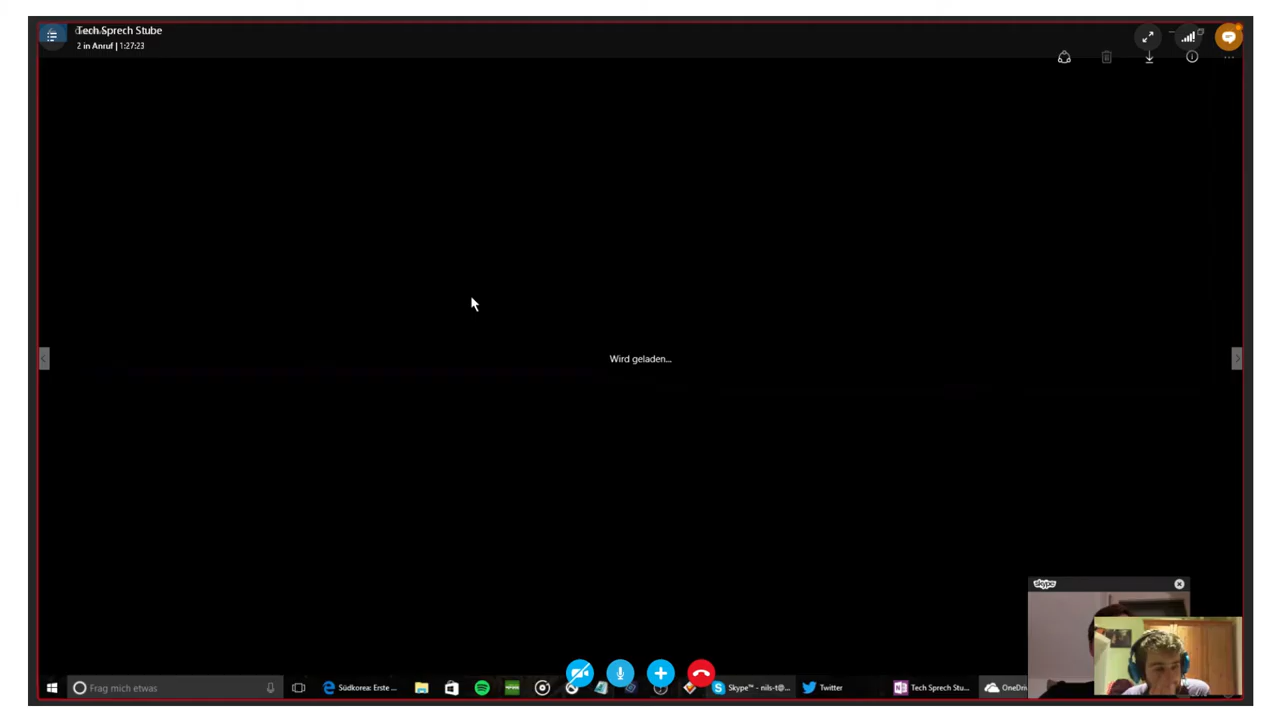 Tech Sprech Stube
2 in Anruf | 1:27:23
Wird geladen...
skype
Frag mich etwas
Südkorea: Erste ...
Skype™ - nils-t@...
Twitter
Tech Sprech Stu...
OneDri